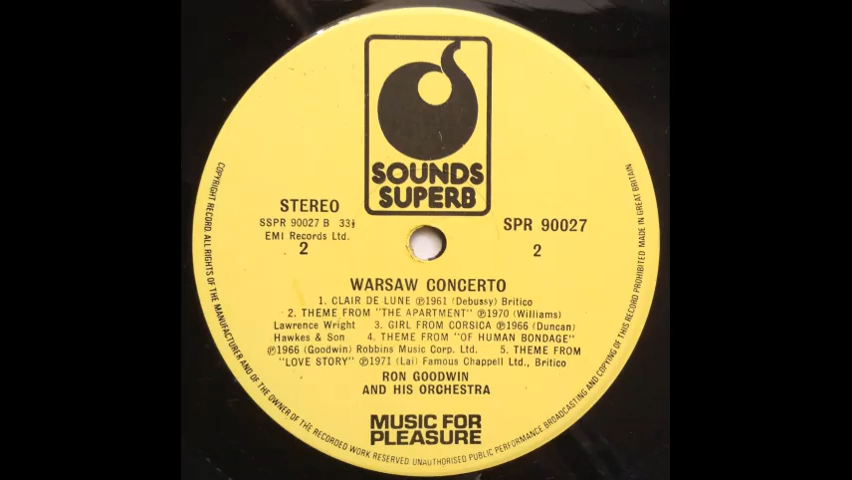 SOUNDS
SUPERB
STEREO
SSPR 90027 B 33⅓
EMI Records Ltd.
2
SPR 90027
2
WARSAW CONCERTO
1. CLAIR DE LUNE ℗1961 (Debussy) Britico
2. THEME FROM "THE APARTMENT" ℗1970 (Williams)
Lawrence Wright 3. GIRL FROM CORSICA ℗1966 (Duncan)
Hawkes & Son 4. THEME FROM "OF HUMAN BONDAGE"
℗1966 (Goodwin) Robbins Music Corp. Ltd. 5. THEME FROM
"LOVE STORY" ℗1971 (Lai) Famous Chappell Ltd., Britico
RON GOODWIN
AND HIS ORCHESTRA
MUSIC FOR
PLEASURE
COPYRIGHT RECORD. ALL RIGHTS OF THE MANUFACTURER AND OF THE OWNER OF THE RECORDED WORK RESERVED. UNAUTHORISED PUBLIC PERFORMANCE BROADCASTING AND COPYING OF THIS RECORD PROHIBITED. MADE IN GREAT BRITAIN